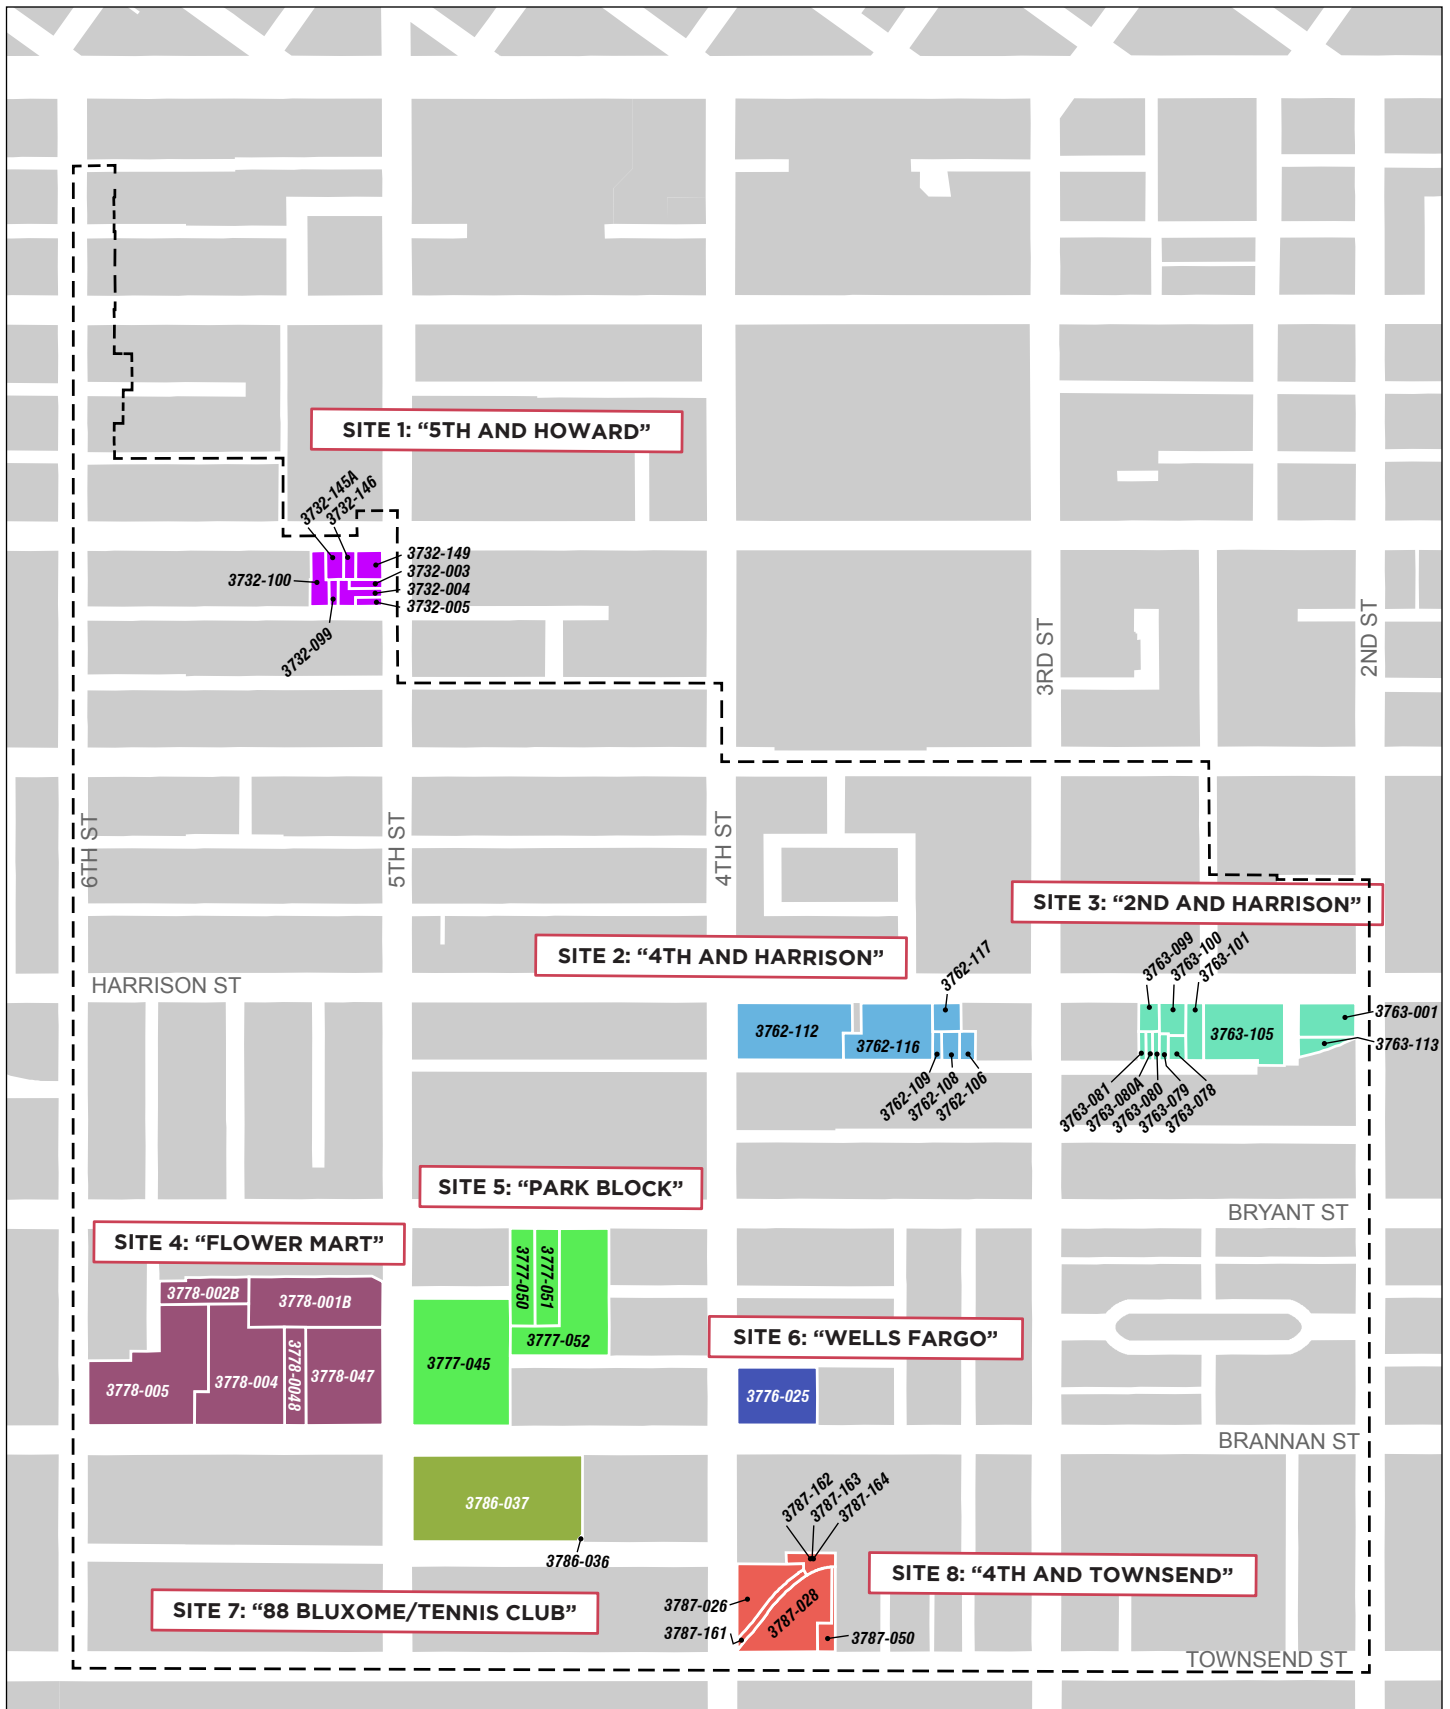 SITE 1: “5TH AND HOWARD”
3732-145A
3732-146
3732-149
3732-003
3732-004
3732-005
3732-100
3732-099
3RD ST
2ND ST
6TH ST
5TH ST
4TH ST
SITE 3: “2ND AND HARRISON”
SITE 2: “4TH AND HARRISON”
HARRISON ST
3762-117
3763-099
3763-100
3763-101
3762-112
3762-116
3763-105
3763-001
3763-113
3762-109
3762-108
3762-106
3763-081
3763-080A
3763-080
3763-079
3763-078
SITE 5: “PARK BLOCK”
BRYANT ST
SITE 4: “FLOWER MART”
3778-002B
3778-001B
3777-050
3777-051
3777-052
SITE 6: “WELLS FARGO”
3777-045
3778-005
3778-004
3778-0048
3778-047
3776-025
BRANNAN ST
3786-037
3786-036
3787-162
3787-163
3787-164
SITE 8: “4TH AND TOWNSEND”
SITE 7: “88 BLUXOME/TENNIS CLUB”
3787-026
3787-161
3787-028
3787-050
TOWNSEND ST